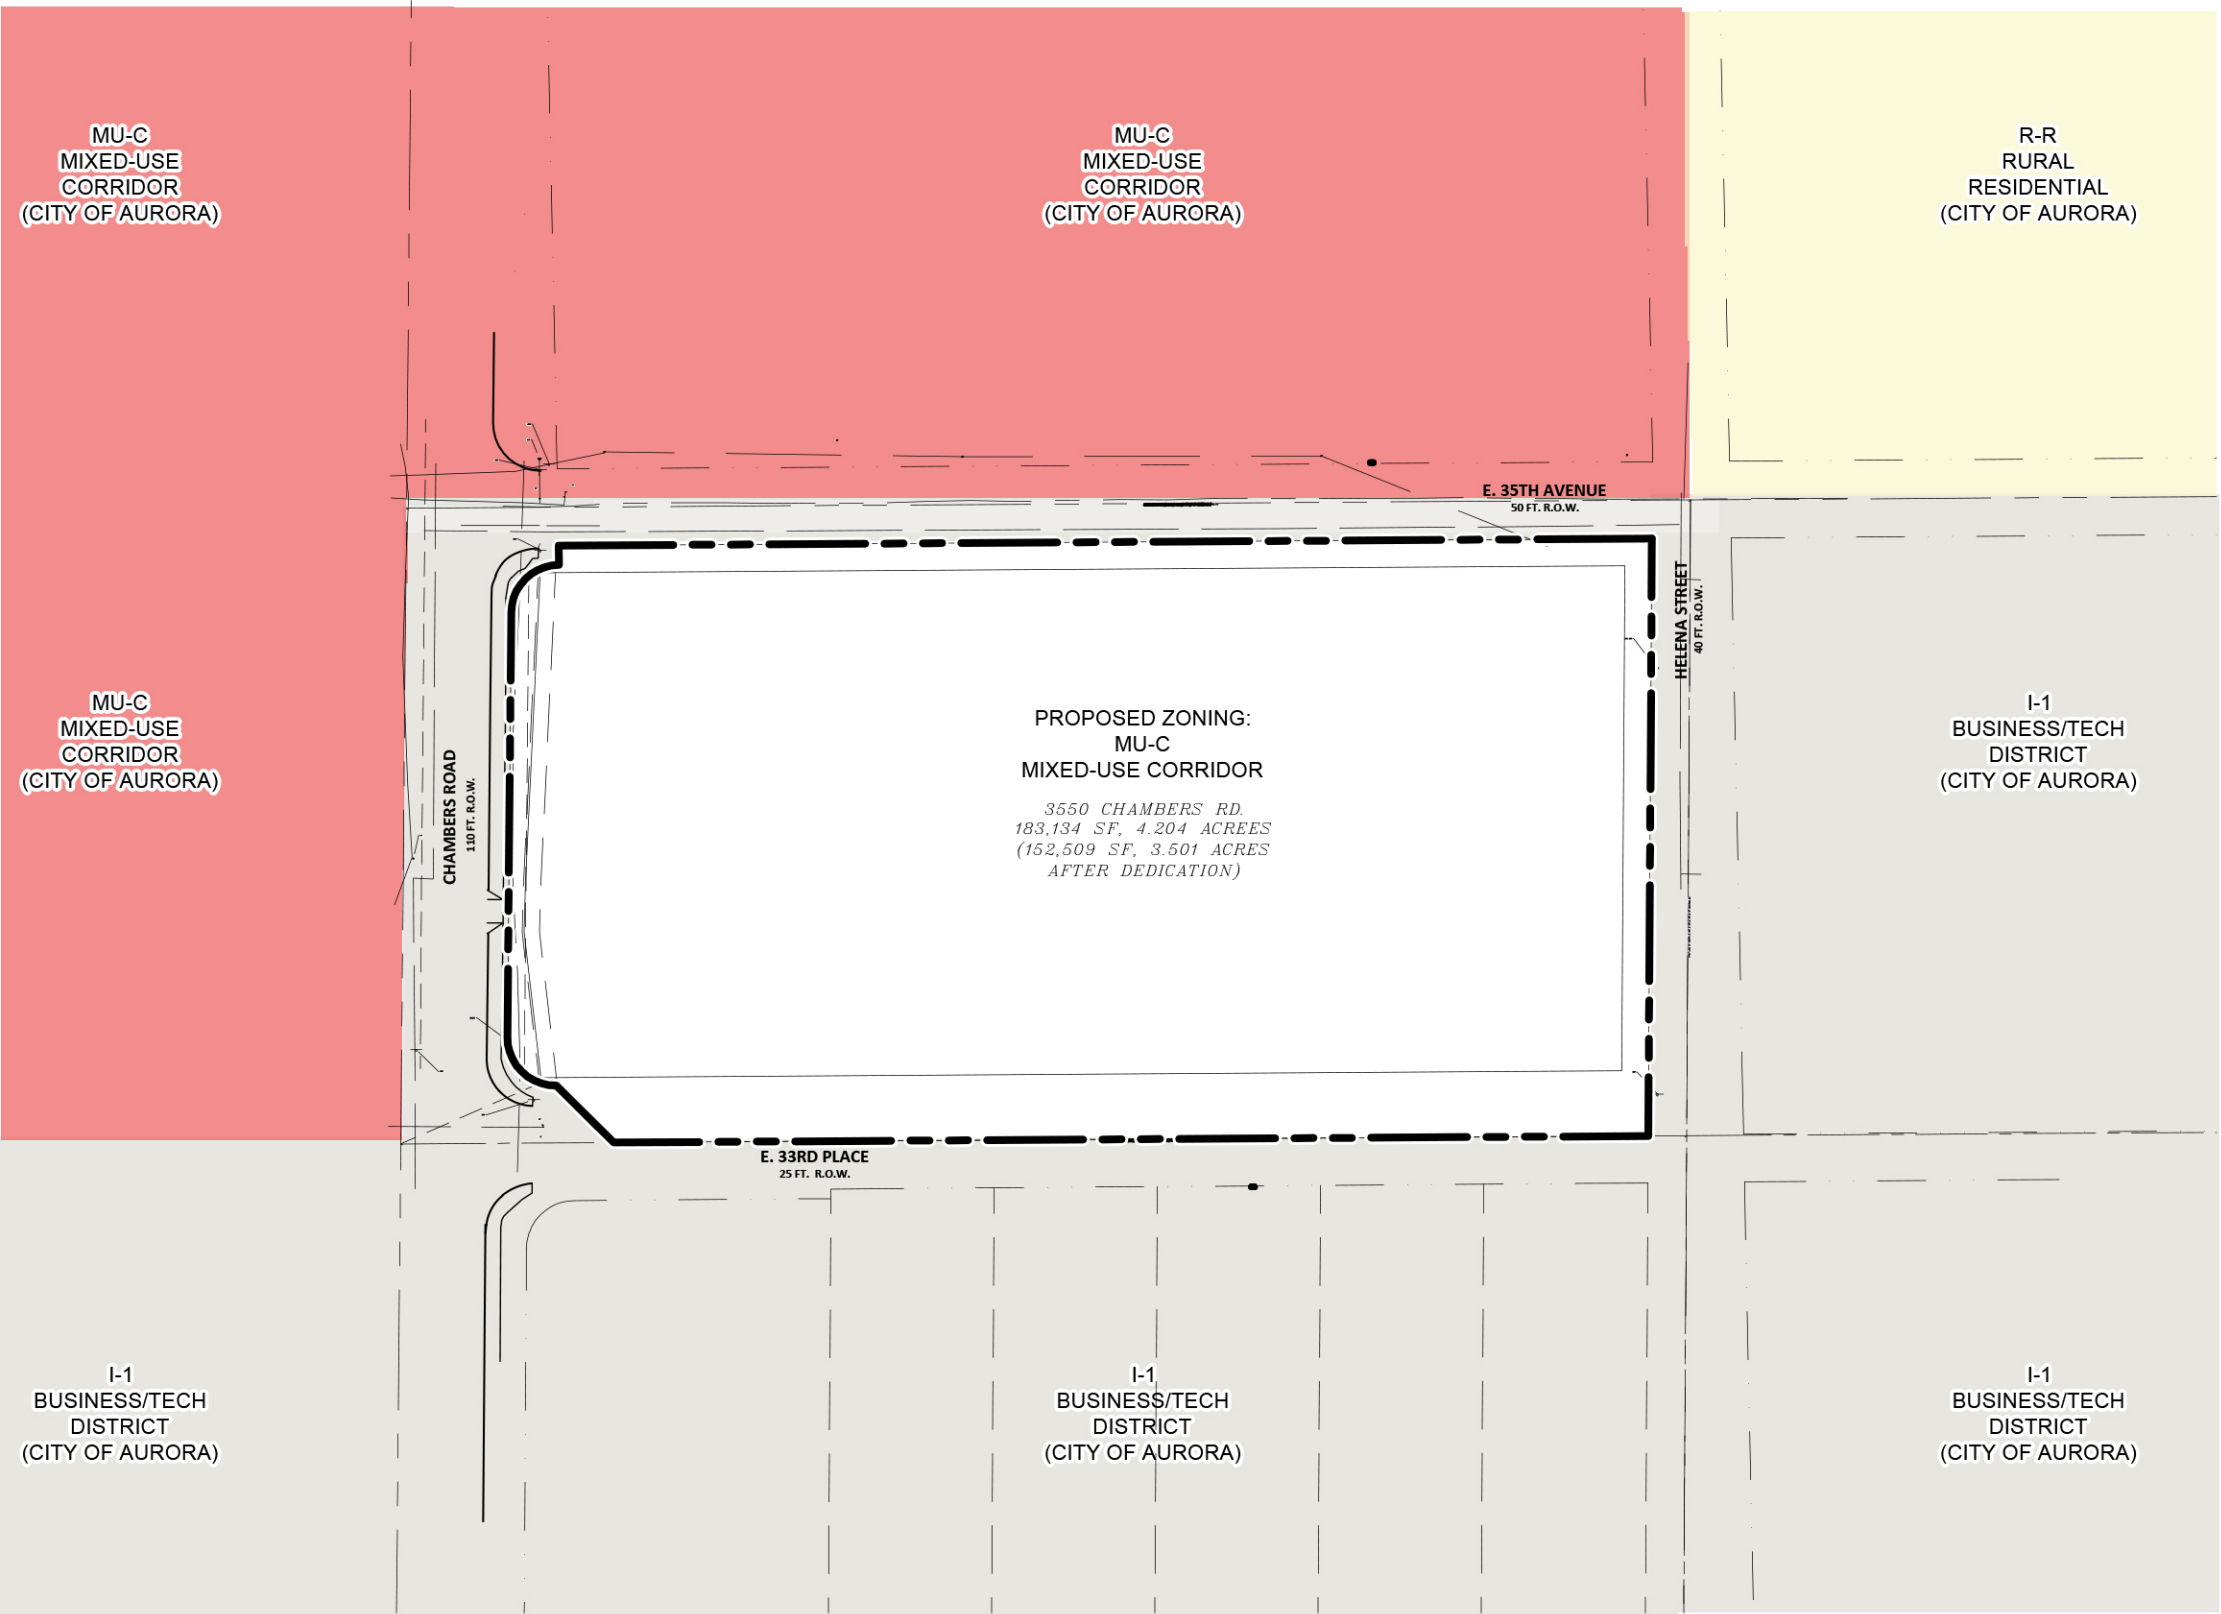 MU-C
MIXED-USE
CORRIDOR
(CITY OF AURORA)
MU-C
MIXED-USE
CORRIDOR
(CITY OF AURORA)
R-R
RURAL
RESIDENTIAL
(CITY OF AURORA)
E. 35TH AVENUE
50 FT. R.O.W.
MU-C
MIXED-USE
CORRIDOR
(CITY OF AURORA)
CHAMBERS ROAD
110 FT. R.O.W.
PROPOSED ZONING:
MU-C
MIXED-USE CORRIDOR
3550 CHAMBERS RD.
183,134 SF, 4.204 ACREES
(152,509 SF, 3.501 ACRES
AFTER DEDICATION)
HELENA STREET
40 FT. R.O.W.
I-1
BUSINESS/TECH
DISTRICT
(CITY OF AURORA)
E. 33RD PLACE
25 FT. R.O.W.
I-1
BUSINESS/TECH
DISTRICT
(CITY OF AURORA)
I-1
BUSINESS/TECH
DISTRICT
(CITY OF AURORA)
I-1
BUSINESS/TECH
DISTRICT
(CITY OF AURORA)